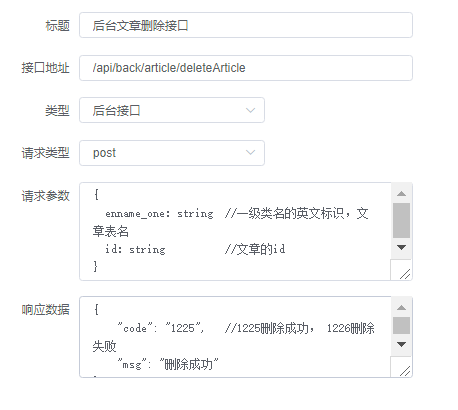 标题 后台文章删除接口
接口地址 /api/back/article/deleteArticle
类型 后台接口
请求类型 post
请求参数 {
enname_one: string //一级类名的英文标识，文
章表名
id: string //文章的id
}
响应数据 {
"code": "1225", //1225删除成功， 1226删除
失败
"msg": "删除成功"